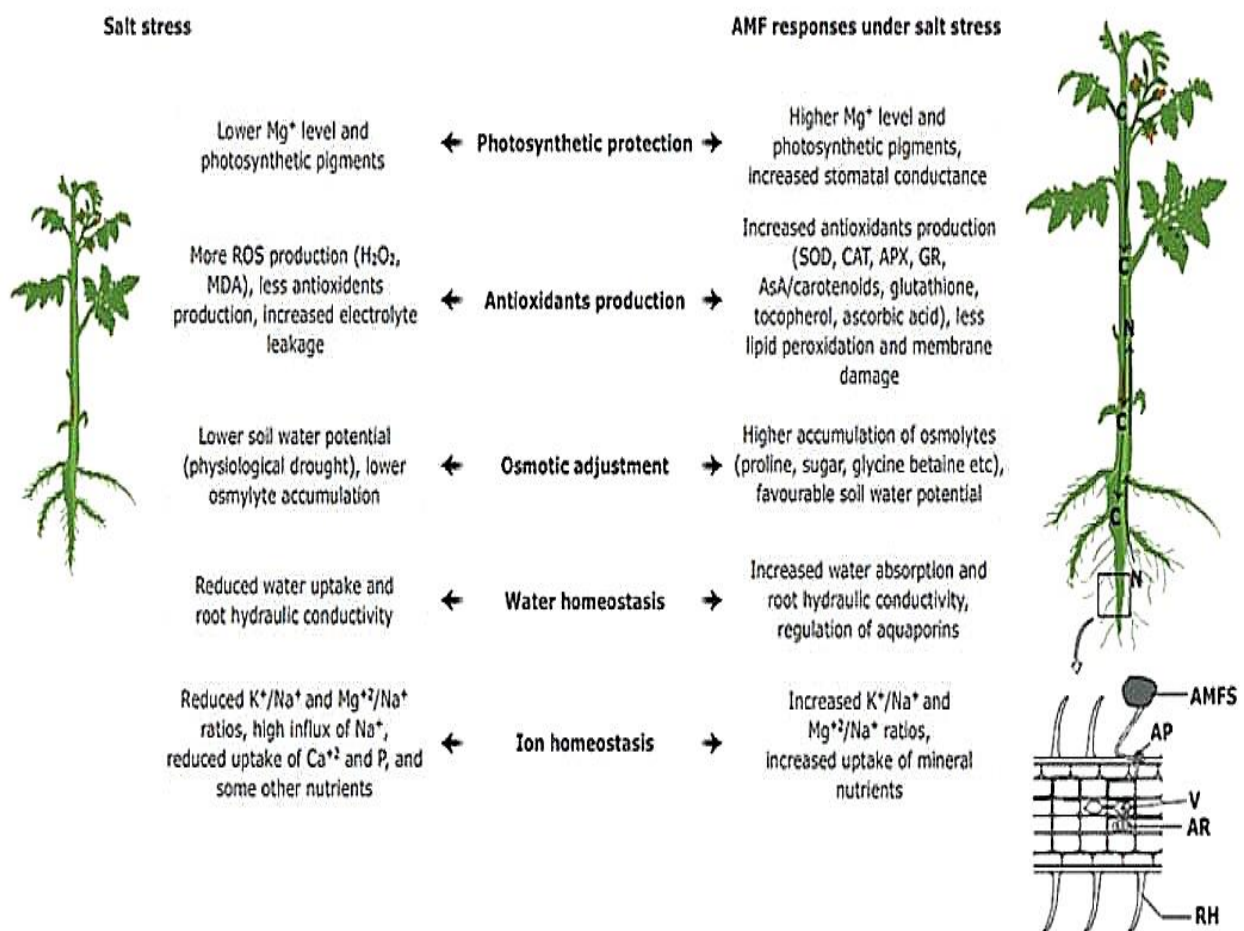 Salt stress
AMF responses under salt stress
Lower Mg⁺ level and
photosynthetic pigments
Photosynthetic protection
Higher Mg⁺ level and
photosynthetic pigments,
increased stomatal conductance
More ROS production (H₂O₂,
MDA), less antioxidents
production, increased electrolyte
leakage
Antioxidants production
Increased antioxidants production
(SOD, CAT, APX, GR,
AsA/carotenoids, glutathione,
tocopherol, ascorbic acid), less
lipid peroxidation and membrane
damage
Lower soil water potential
(physiological drought), lower
osmylyte accumulation
Osmotic adjustment
Higher accumulation of osmolytes
(proline, sugar, glycine betaine etc),
favourable soil water potential
Reduced water uptake and
root hydraulic conductivity
Water homeostasis
Increased water absorption and
root hydraulic conductivity,
regulation of aquaporins
Reduced K⁺/Na⁺ and Mg⁺²/Na⁺
ratios, high influx of Na⁺,
reduced uptake of Ca⁺² and P, and
some other nutrients
Ion homeostasis
Increased K⁺/Na⁺ and
Mg⁺²/Na⁺ ratios,
increased uptake of mineral
nutrients
C
C
N
C
C
N
AMFS
AP
V
AR
RH